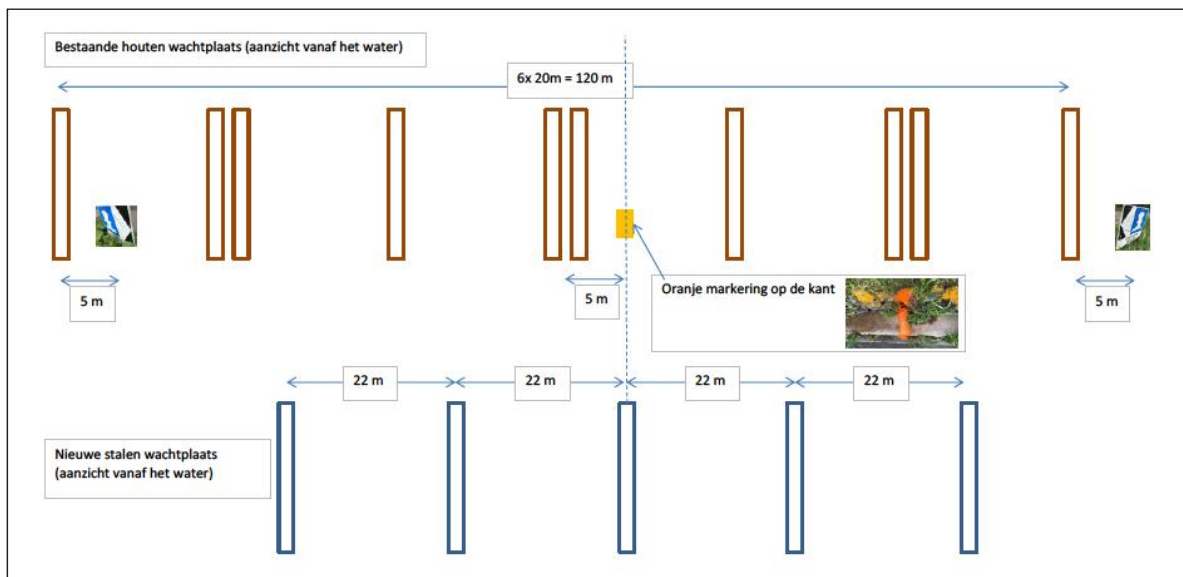 Bestaande houten wachtplaats (aanzicht vanaf het water)
6x 20m = 120 m
5 m
5 m
5 m
Oranje markering op de kant
22 m
22 m
22 m
22 m
Nieuwe stalen wachtplaats
(aanzicht vanaf het water)